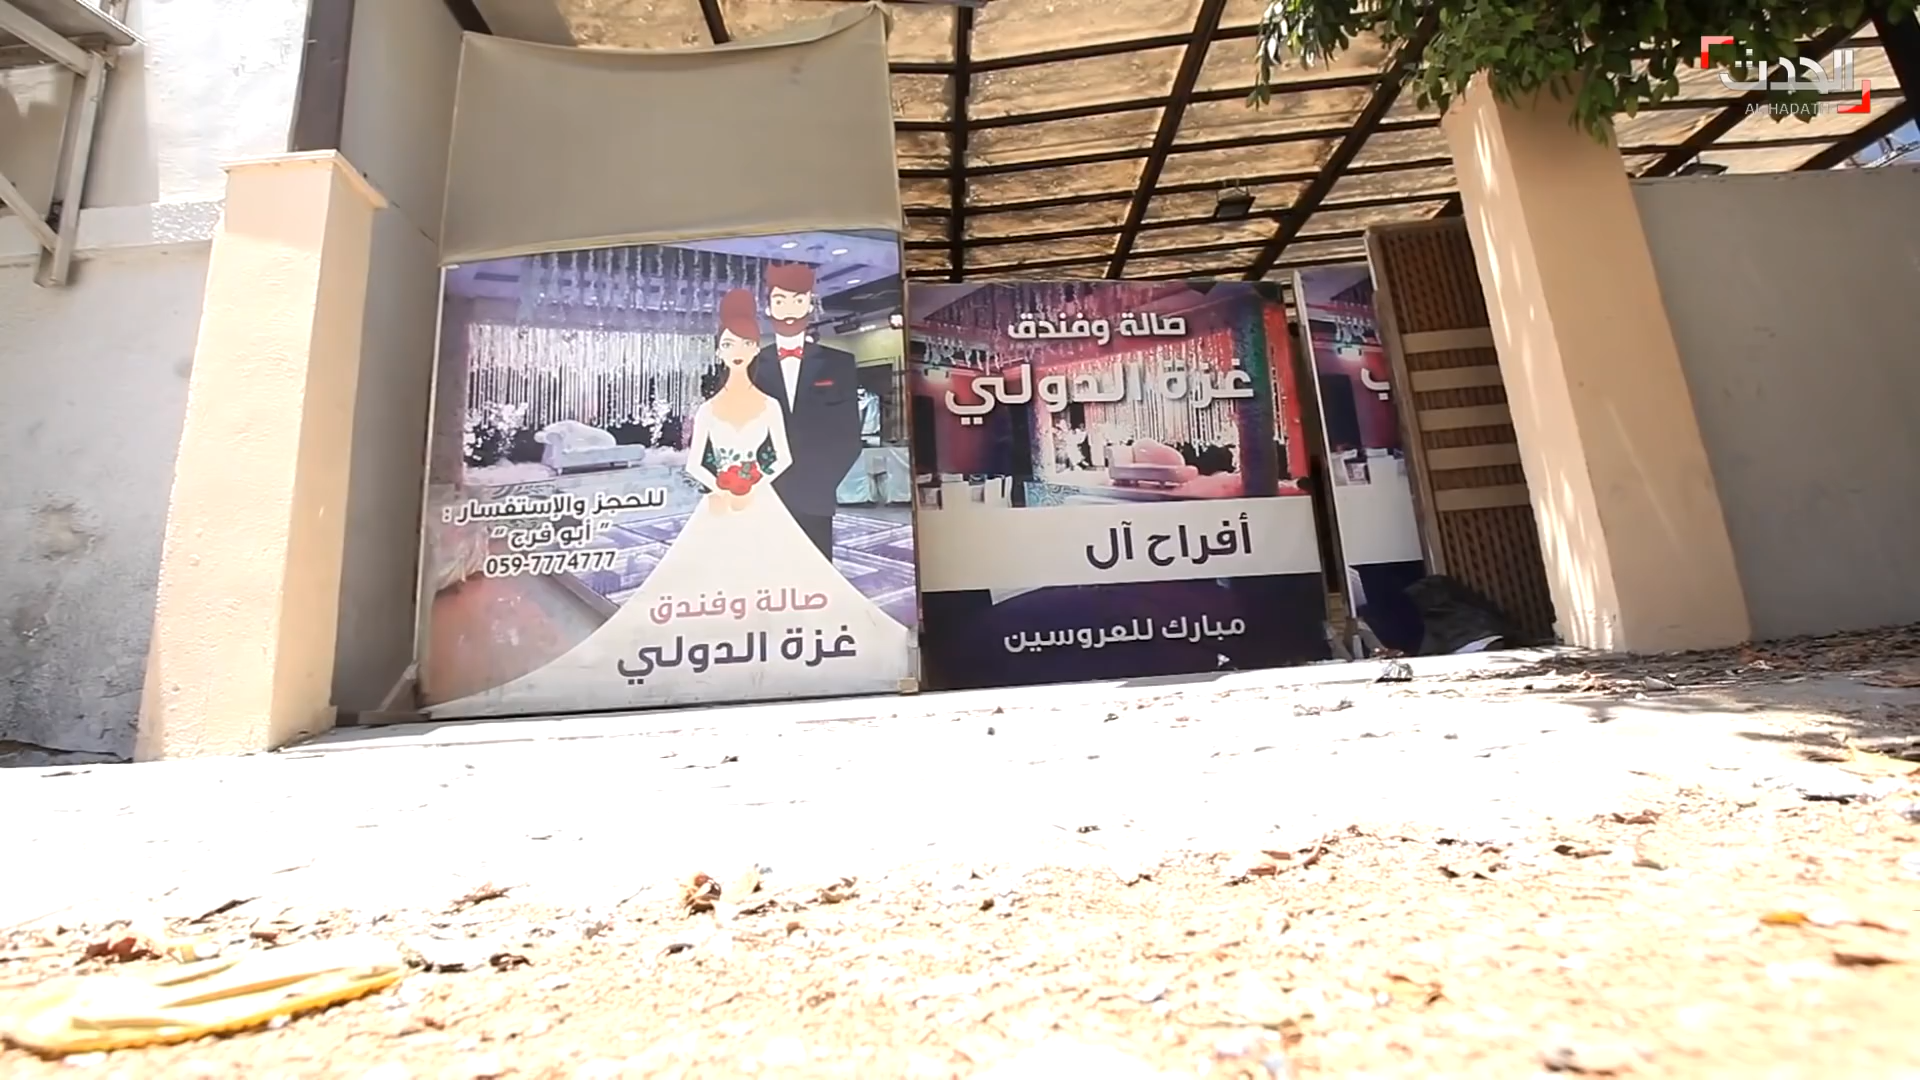 الحدث
AL HADATH
صالة وفندق
غزة الدولي
أفراح آل
مبارك للعروسين
للحجز والإستفسار :
" أبو فرج "
059-7774777
صالة وفندق
غزة الدولي